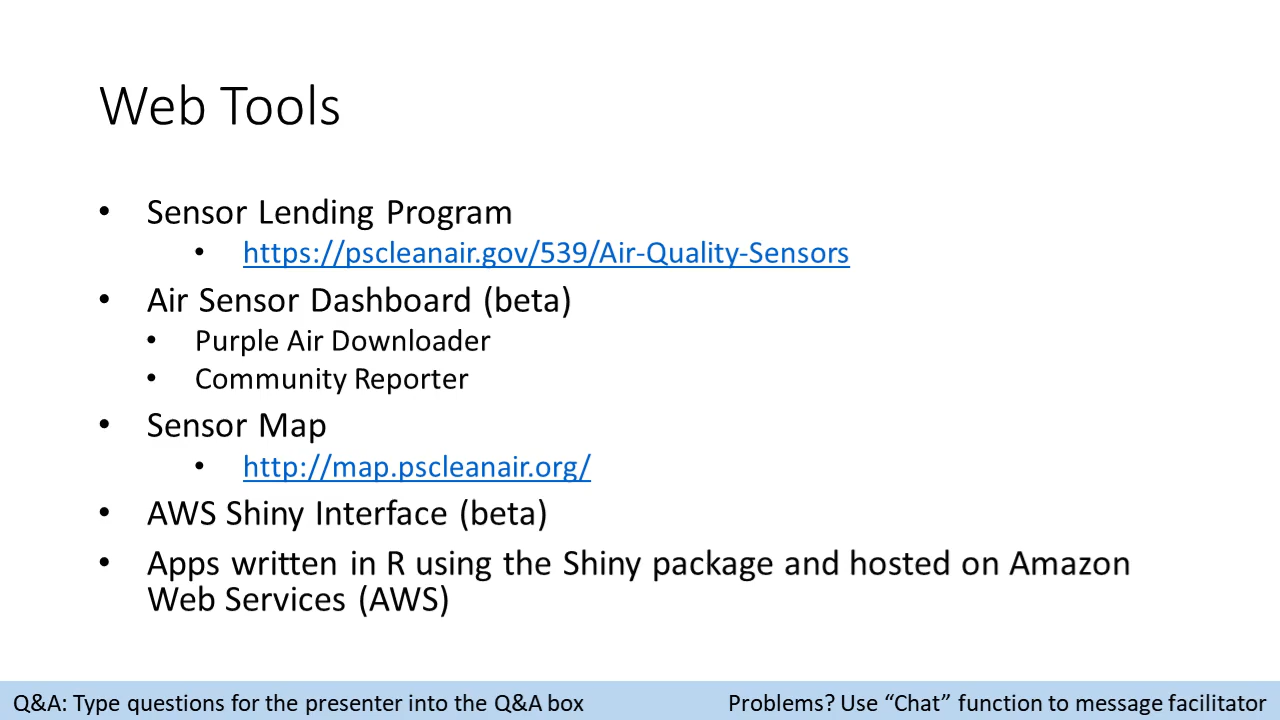 Web Tools
• Sensor Lending Program
• https://pscleanair.gov/539/Air-Quality-Sensors
• Air Sensor Dashboard (beta)
• Purple Air Downloader
• Community Reporter
• Sensor Map
• http://map.pscleanair.org/
• AWS Shiny Interface (beta)
• Apps written in R using the Shiny package and hosted on Amazon
Web Services (AWS)
Q&A: Type questions for the presenter into the Q&A box
Problems? Use “Chat” function to message facilitator